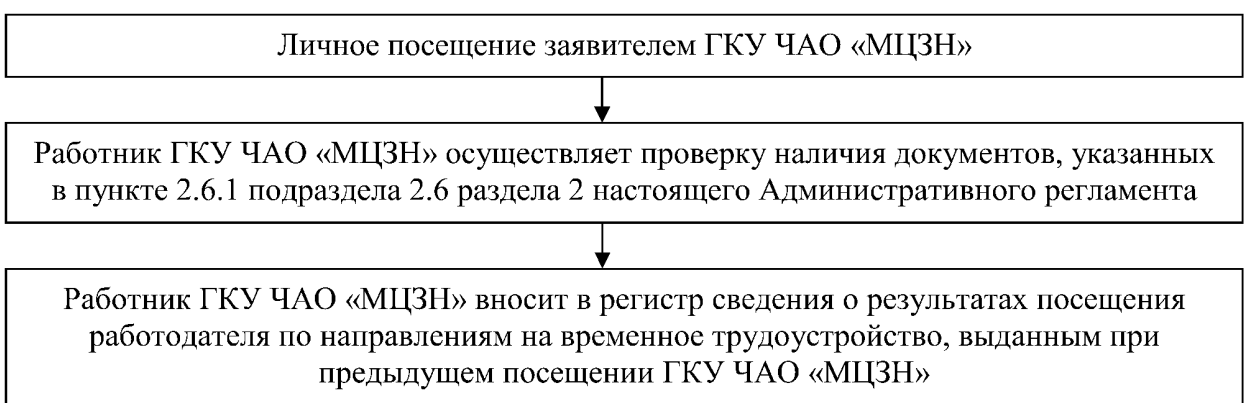 Личное посещение заявителем ГКУ ЧАО «МЦЗН»
Работник ГКУ ЧАО «МЦЗН» осуществляет проверку наличия документов, указанных
в пункте 2.6.1 подраздела 2.6 раздела 2 настоящего Административного регламента
Работник ГКУ ЧАО «МЦЗН» вносит в регистр сведения о результатах посещения
работодателя по направлениям на временное трудоустройство, выданным при
предыдущем посещении ГКУ ЧАО «МЦЗН»